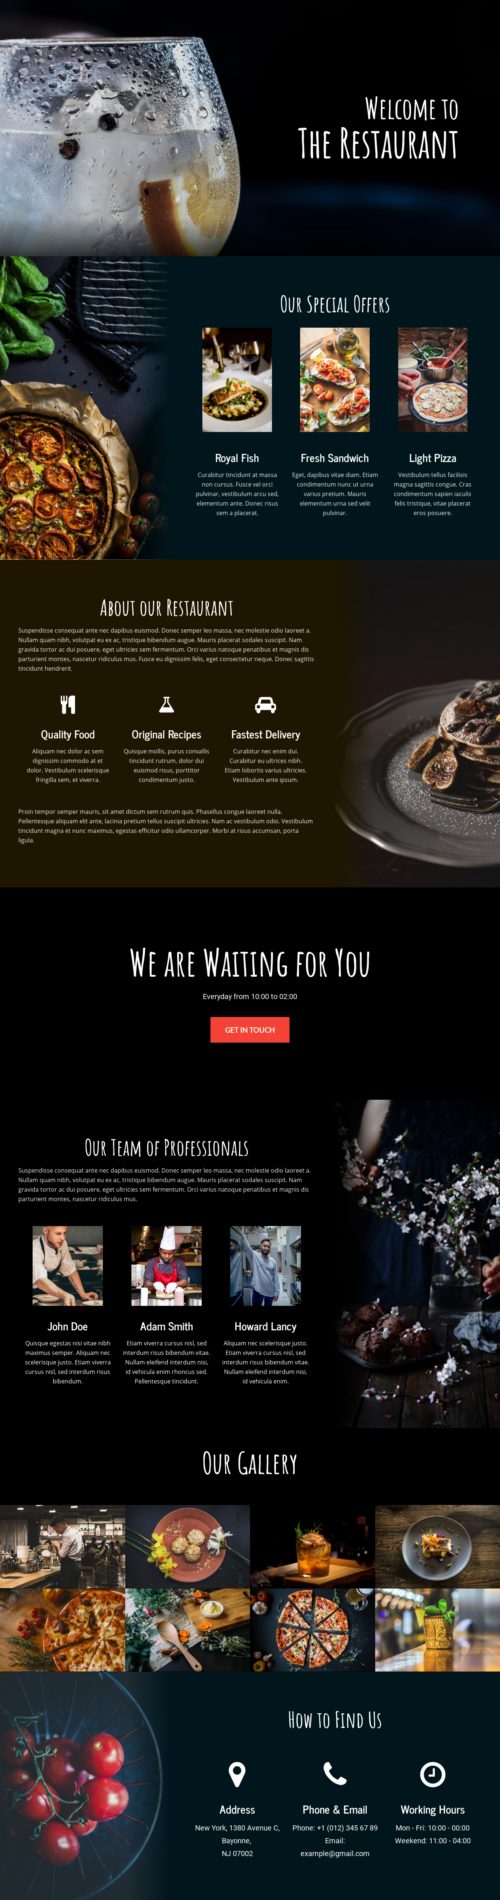 Welcome to
The Restaurant
Our Special Offers
Royal Fish
Curabitur tincidunt at massa
non cursus. Fusce vel orci
pulvinar, vestibulum arcu sed,
elementum ante. Donec risus
sem a placerat.
Fresh Sandwich
Eget, dapibus vitae diam. Etiam
condimentum nunc ut urna
varius pretium. Mauris
elementum urna sed velit
pulvinar.
Light Pizza
Vestibulum tellus facilisis
magna sagittis congue. Cras
condimentum sapien iaculis
felis tristique, vitae placerat
eros posuere.
About our Restaurant
Suspendisse consequat ante nec dapibus euismod. Donec semper leo massa, nec molestie odio laoreet a.
Nullam quam nibh, volutpat eu ex ac, tristique bibendum augue. Mauris placerat sodales suscipit. Nam
gravida tortor ac dui posuere, eget ultricies sem fermentum. Orci varius natoque penatibus et magnis dis
parturient montes, nascetur ridiculus mus. Fusce eu dignissim felis, eget consectetur neque. Donec sagittis
tincidunt hendrerit.
Quality Food
Aliquam nec dolor ac sem
dignissim commodo at et
dolor. Vestibulum scelerisque
fringilla sem, et viverra.
Original Recipes
Quisque mollis, purus convallis
tincidunt rutrum, dolor dui
euismod risus, porttitor
condimentum justo.
Fastest Delivery
Curabitur nec enim dui.
Curabitur eu ultrices nibh.
Etiam lobortis varius ultricies.
Vestibulum ante ipsum.
Proin tempor semper mauris, sit amet dictum sem rutrum quis. Phasellus congue laoreet nulla.
Pellentesque aliquam elit ante, lacinia pretium tellus suscipit ultricies. Nam ac vestibulum odio. Vestibulum
tincidunt magna et nunc maximus, egestas efficitur odio ullamcorper. Morbi at risus accumsan, porta
ligula.
We are Waiting for You
Everyday from 10:00 to 02:00
GET IN TOUCH
Our Team of Professionals
Suspendisse consequat ante nec dapibus euismod. Donec semper leo massa, nec molestie odio laoreet a.
Nullam quam nibh, volutpat eu ex ac, tristique bibendum augue. Mauris placerat sodales suscipit. Nam
gravida tortor ac dui posuere, eget ultricies sem fermentum. Orci varius natoque penatibus et magnis dis
parturient montes, nascetur ridiculus mus.
John Doe
Quisque egestas nisi vitae nibh
maximus semper. Aliquam nec
scelerisque justo. Etiam viverra
cursus nisl, sed interdum risus
bibendum.
Adam Smith
Etiam viverra cursus nisl, sed
interdum risus bibendum vitae.
Nullam eleifend interdum nisi,
id vehicula enim rhoncus sed.
Pellentesque tincidunt.
Howard Lancy
Aliquam nec scelerisque justo.
Etiam viverra cursus nisl, sed
interdum risus bibendum vitae.
Nullam eleifend interdum nisi,
id vehicula enim.
Our Gallery
How to Find Us
Address
New York, 1380 Avenue C,
Bayonne,
NJ 07002
Phone & Email
Phone: +1 (012) 345 67 89
Email:
example@gmail.com
Working Hours
Mon - Fri: 10:00 - 00:00
Weekend: 11:00 - 04:00